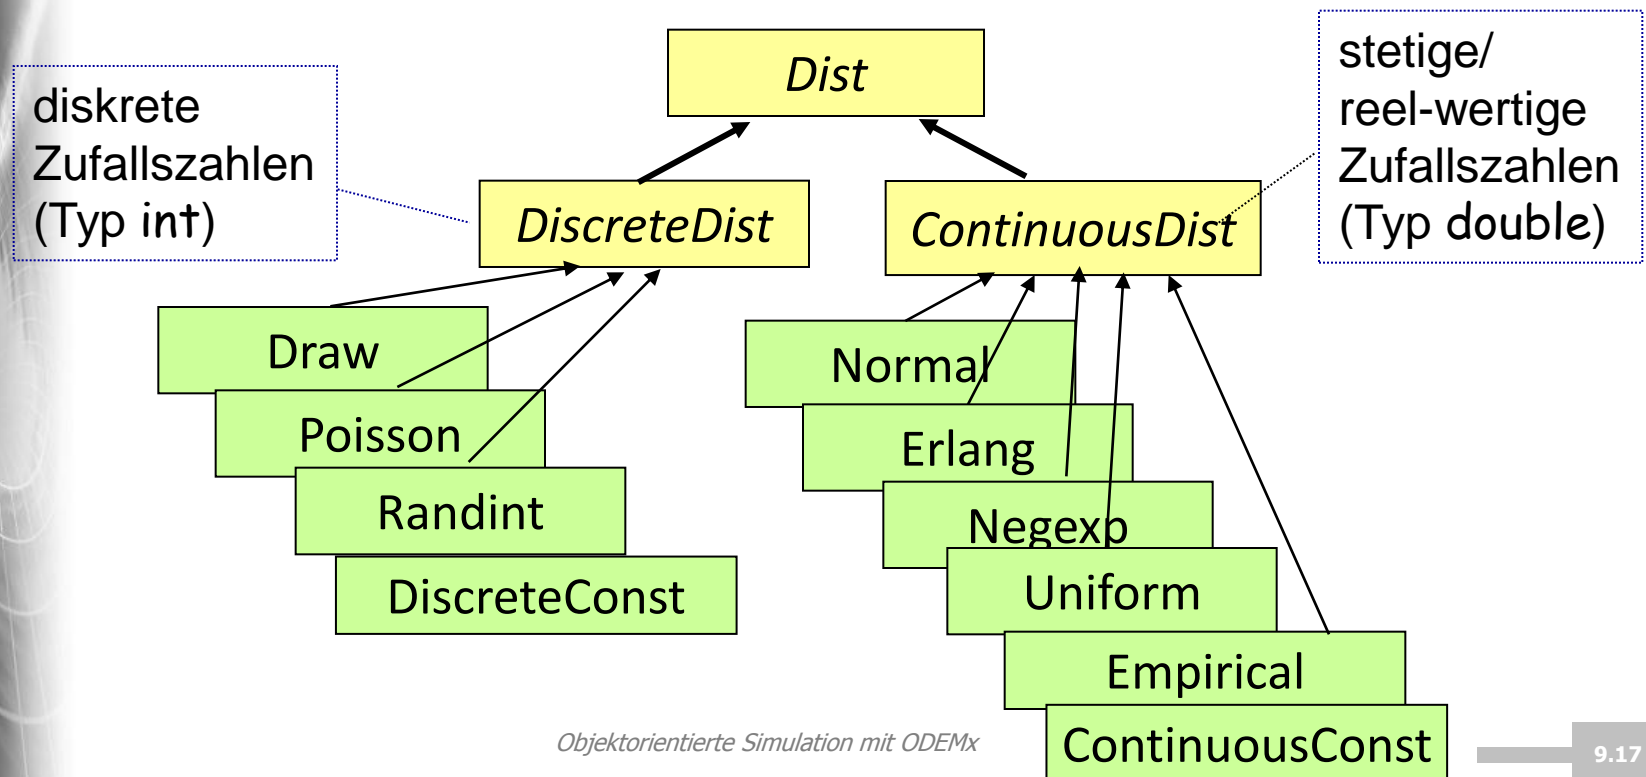 Dist
diskrete
Zufallszahlen
(Typ int)
stetige/
reel-wertige
Zufallszahlen
(Typ double)
DiscreteDist
ContinuousDist
Draw
Poisson
Randint
DiscreteConst
Normal
Erlang
Negexp
Uniform
Empirical
ContinuousConst
Objektorientierte Simulation mit ODEMx
9.17